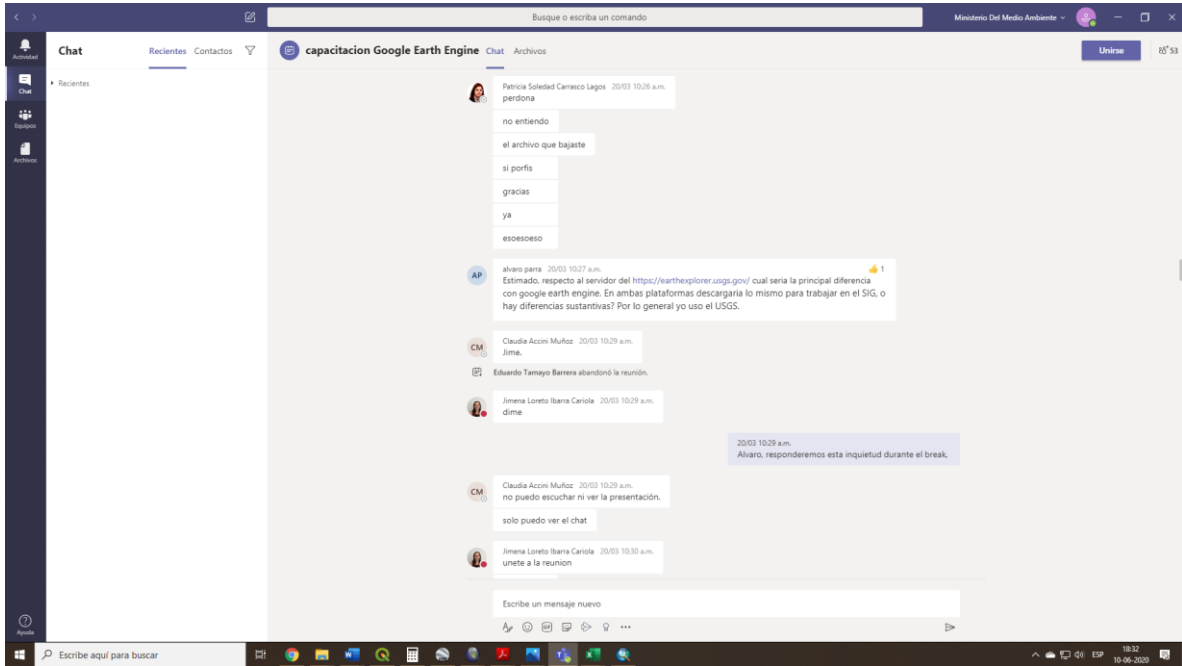 Busque o escriba un comando
Ministerio Del Medio Ambiente
Actividad
Chat
Equipos
Archivos
Ayuda
Chat
Recientes Contactos
Recientes
capacitacion Google Earth Engine Chat Archivos
Unirse
53
Patricia Soledad Carrasco Lagos 20/03 10:26 a.m.
perdona
no entiendo
el archivo que bajaste
si porfis
gracias
ya
esoesoeso
AP
alvaro parra 20/03 10:27 a.m.
1
Estimado, respecto al servidor del https://earthexplorer.usgs.gov/ cual seria la principal diferencia
con google earth engine. En ambas plataformas descargaria lo mismo para trabajar en el SIG, o
hay diferencias sustantivas? Por lo general yo uso el USGS.
CM
Claudia Accini Muñoz 20/03 10:29 a.m.
Jime.
Eduardo Tamayo Barrera abandonó la reunión.
Jimena Loreto Ibarra Cariola 20/03 10:29 a.m.
dime
20/03 10:29 a.m.
Alvaro, responderemos esta inquietud durante el break.
CM
Claudia Accini Muñoz 20/03 10:29 a.m.
no puedo escuchar ni ver la presentación.
solo puedo ver el chat
Jimena Loreto Ibarra Cariola 20/03 10:30 a.m.
unete a la reunion
Escribe un mensaje nuevo
GIF
Escribe aquí para buscar
ESP
18:32
10-06-2020